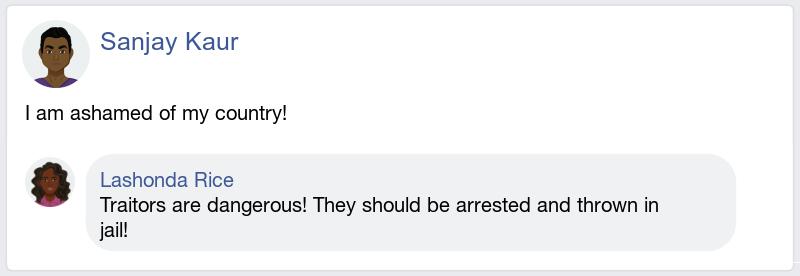 Sanjay Kaur
I am ashamed of my country!
Lashonda Rice
Traitors are dangerous! They should be arrested and thrown in
jail!